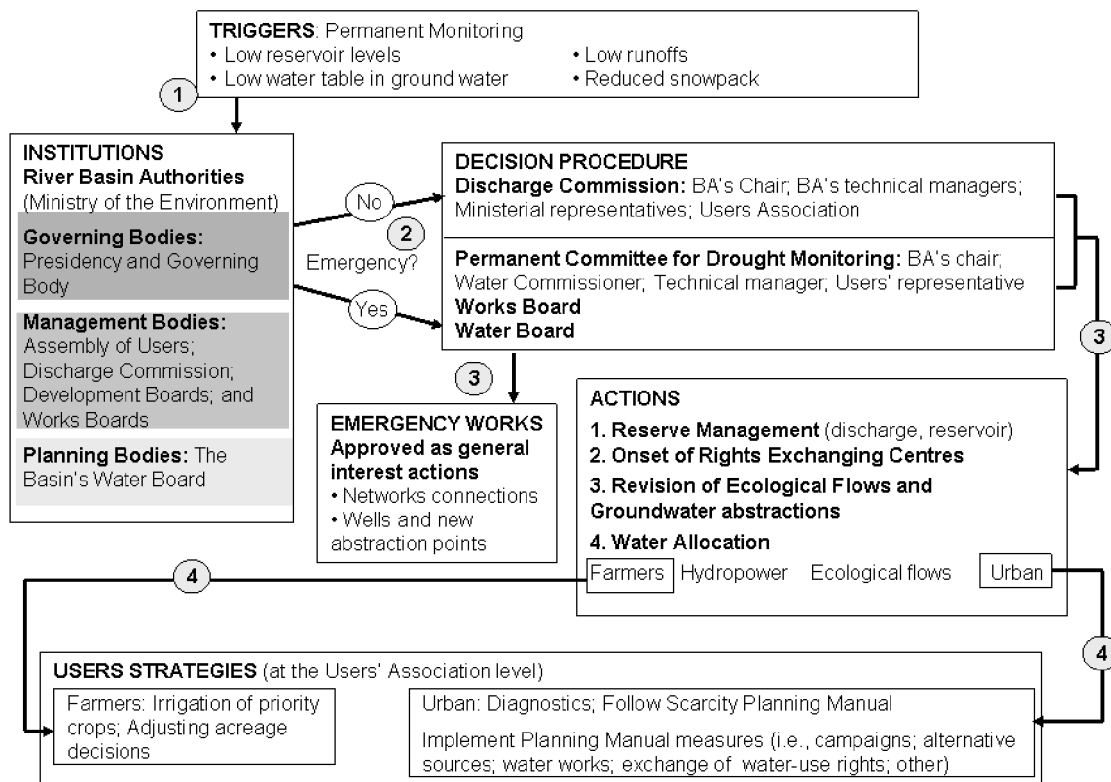 TRIGGERS: Permanent Monitoring
• Low reservoir levels
• Low runoffs
• Low water table in ground water
• Reduced snowpack
1
INSTITUTIONS
River Basin Authorities
(Ministry of the Environment)
Governing Bodies:
Presidency and Governing
Body
Management Bodies:
Assembly of Users;
Discharge Commission;
Development Boards; and
Works Boards
Planning Bodies: The
Basin's Water Board
No
2
Emergency?
Yes
DECISION PROCEDURE
Discharge Commission: BA's Chair; BA's technical managers;
Ministerial representatives; Users Association
Permanent Committee for Drought Monitoring: BA's chair;
Water Commissioner; Technical manager; Users' representative
Works Board
Water Board
3
3
EMERGENCY WORKS
Approved as general
interest actions
• Networks connections
• Wells and new
abstraction points
ACTIONS
1. Reserve Management (discharge, reservoir)
2. Onset of Rights Exchanging Centres
3. Revision of Ecological Flows and
Groundwater abstractions
4. Water Allocation
Farmers Hydropower Ecological flows Urban
4
4
USERS STRATEGIES (at the Users' Association level)
Farmers: Irrigation of priority
crops; Adjusting acreage
decisions
Urban: Diagnostics; Follow Scarcity Planning Manual
Implement Planning Manual measures (i.e., campaigns; alternative
sources; water works; exchange of water-use rights; other)